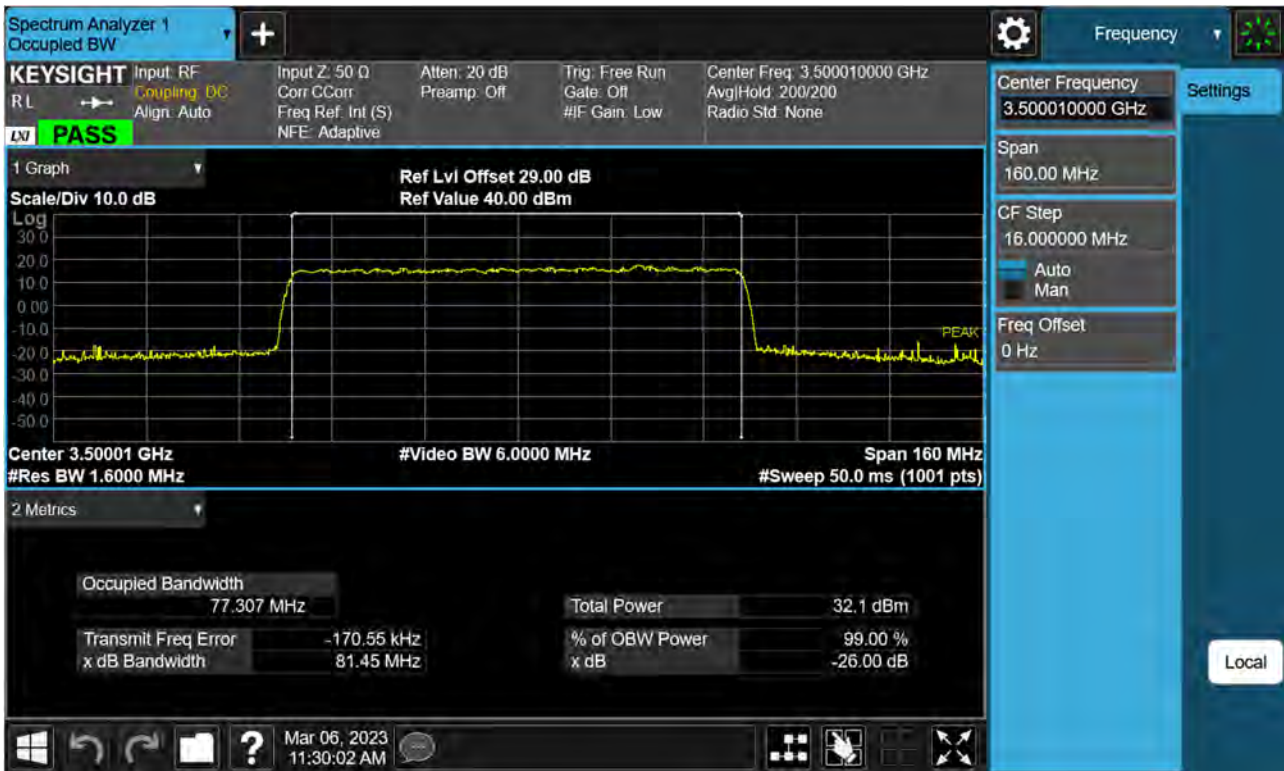 Spectrum Analyzer 1
Occupied BW
+
Frequency
KEYSIGHT
RL
LXI PASS
Input: RF
Coupling: DC
Align: Auto
Input Z: 50 Ω
Corr CCorr
Freq Ref: Int (S)
NFE: Adaptive
Atten: 20 dB
Preamp: Off
Trig: Free Run
Gate: Off
#IF Gain: Low
Center Freq: 3.500010000 GHz
Avg|Hold: 200/200
Radio Std: None
Center Frequency
3.500010000 GHz
Settings
Span
160.00 MHz
CF Step
16.000000 MHz
Auto
Man
Freq Offset
0 Hz
1 Graph
Scale/Div 10.0 dB
Ref Lvl Offset 29.00 dB
Ref Value 40.00 dBm
Log
30.0
20.0
10.0
0.00
-10.0
-20.0
-30.0
-40.0
-50.0
PEAK
Center 3.50001 GHz
#Video BW 6.0000 MHz
Span 160 MHz
#Res BW 1.6000 MHz
#Sweep 50.0 ms (1001 pts)
2 Metrics
Occupied Bandwidth
77.307 MHz
Total Power 32.1 dBm
Transmit Freq Error -170.55 kHz
% of OBW Power 99.00 %
x dB Bandwidth 81.45 MHz
x dB -26.00 dB
Local
?
Mar 06, 2023
11:30:02 AM